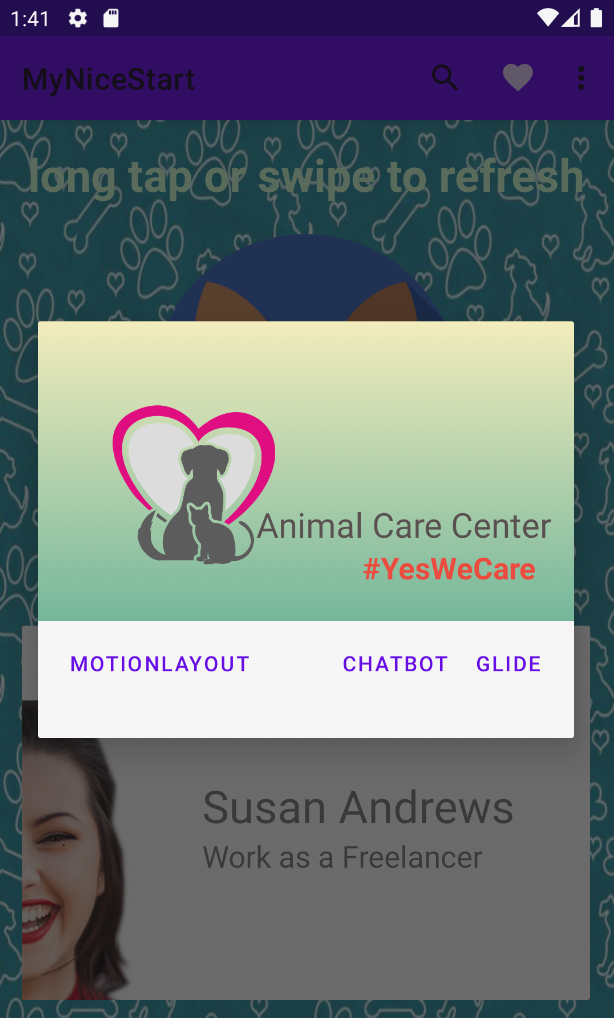 1:41
MyNiceStart
long tap or swipe to refresh
Animal Care Center
#YesWeCare
MOTIONLAYOUT CHATBOT GLIDE
Susan Andrews
Work as a Freelancer